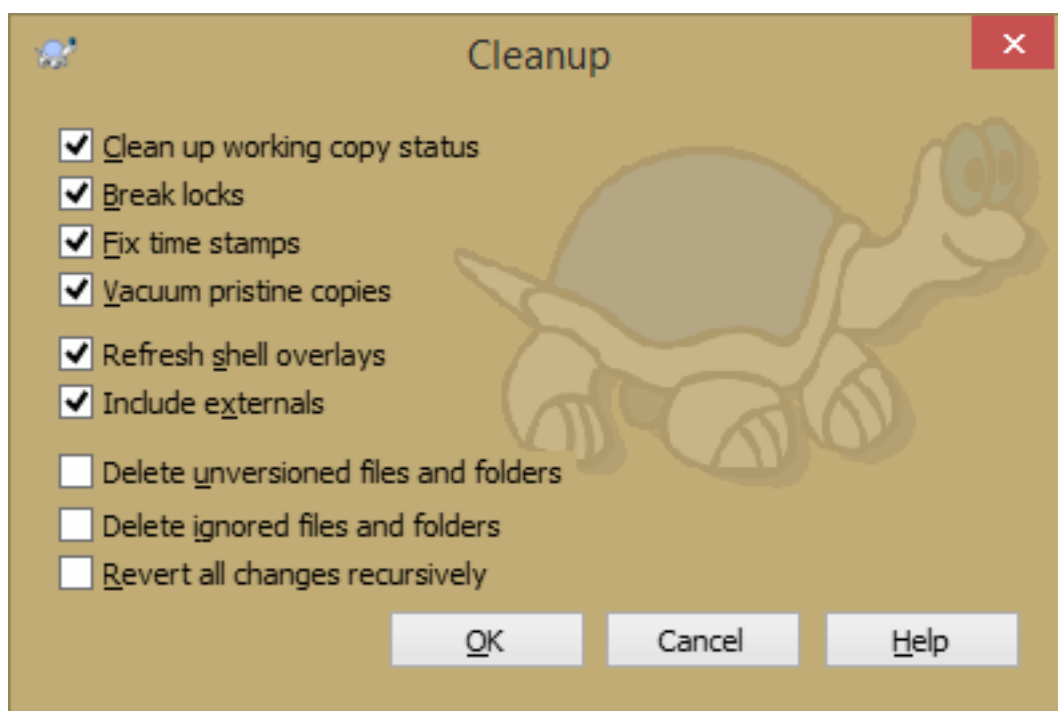 Cleanup
Clean up working copy status
Break locks
Fix time stamps
Vacuum pristine copies
Refresh shell overlays
Include externals
Delete unversioned files and folders
Delete ignored files and folders
Revert all changes recursively
OK Cancel Help